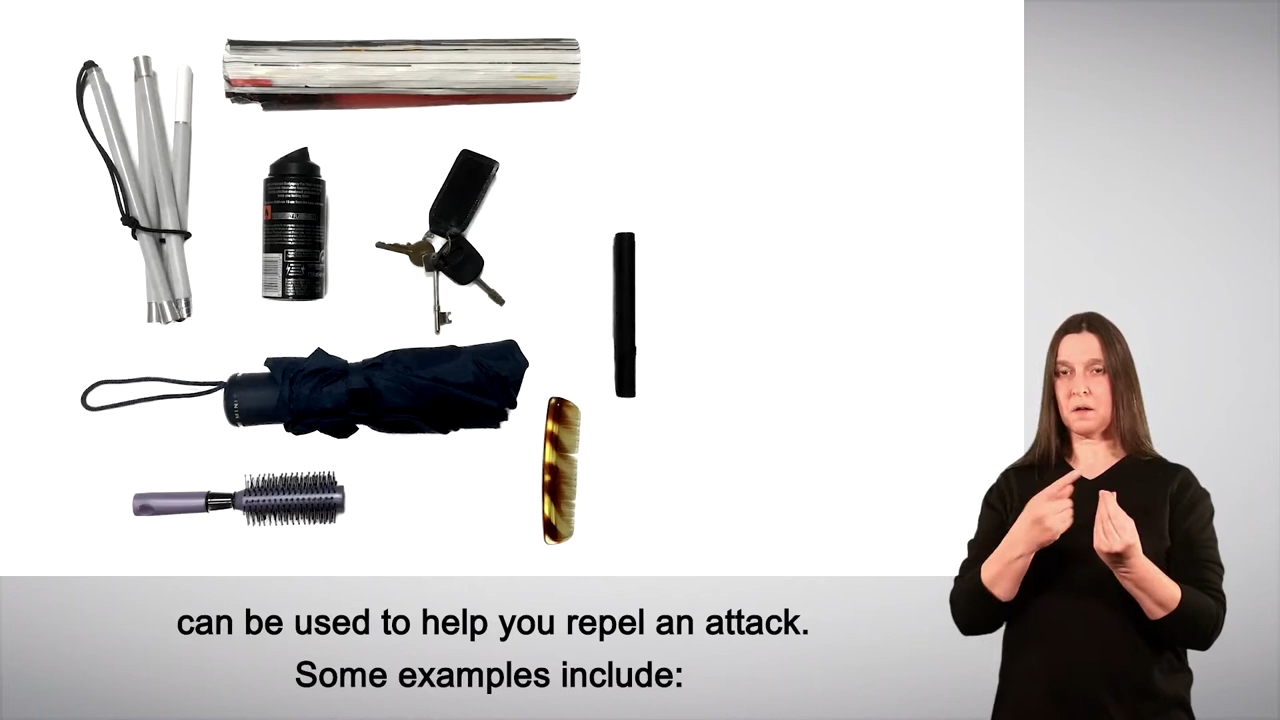 can be used to help you repel an attack.
Some examples include: